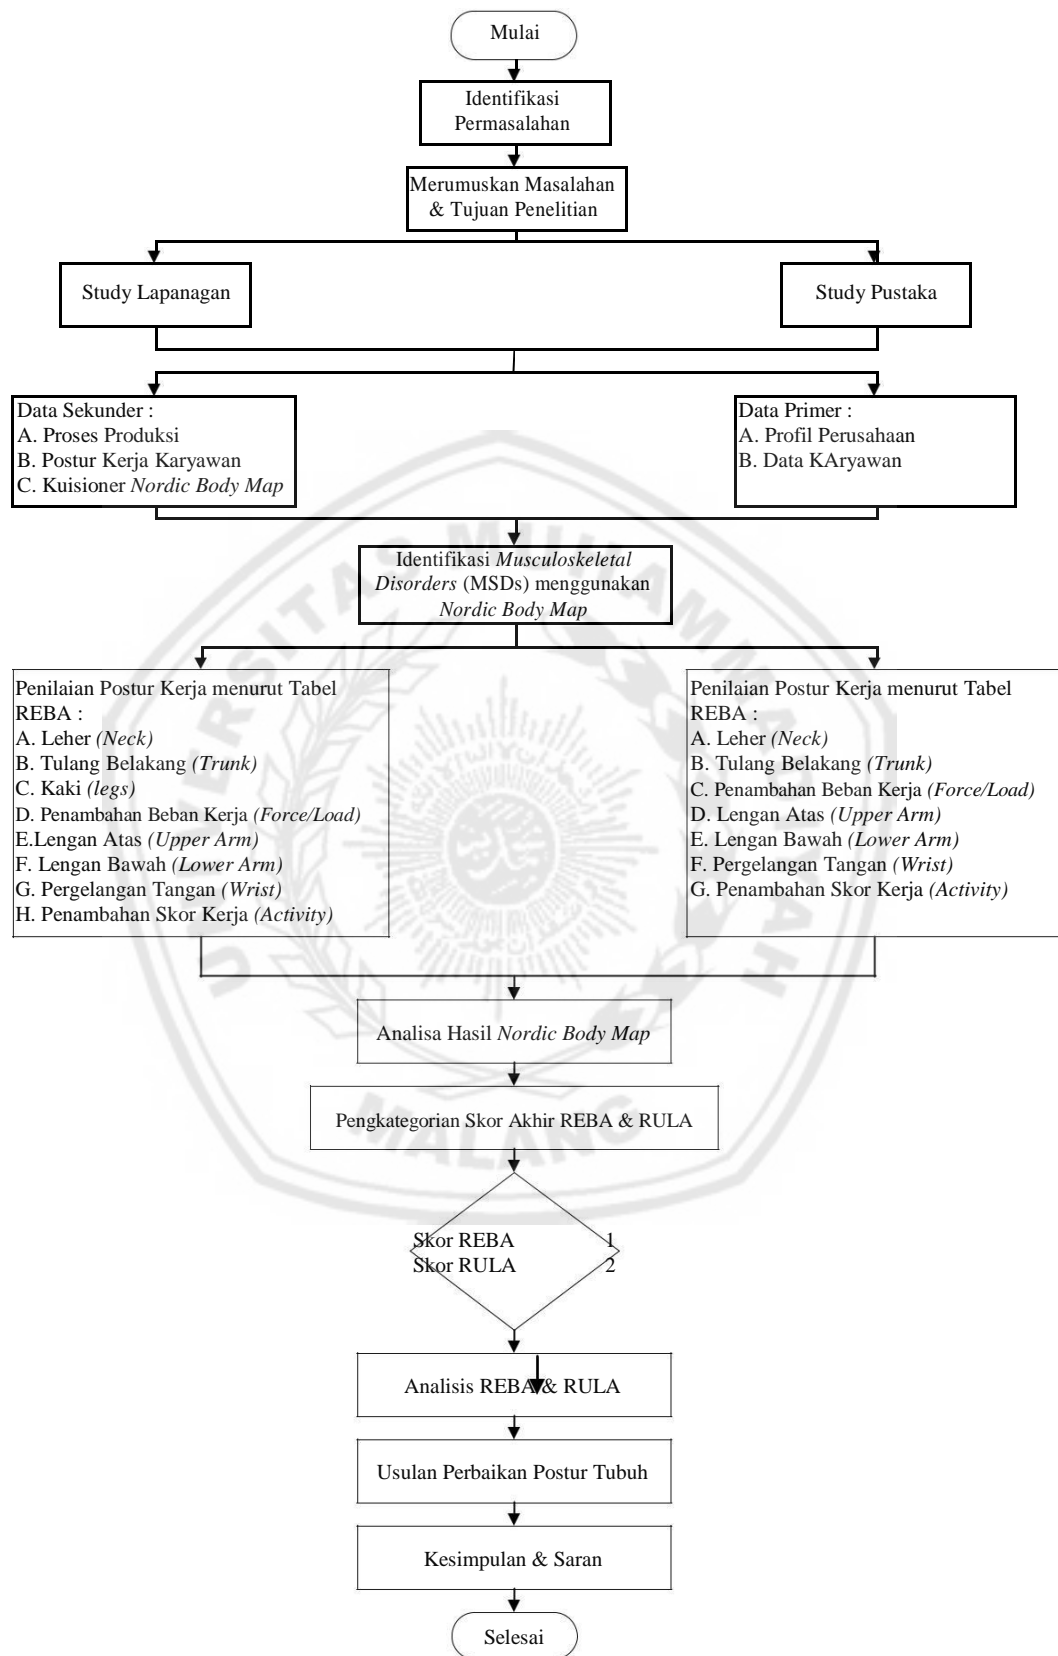 Mulai
Identifikasi
Permasalahan
Merumuskan Masalahan
& Tujuan Penelitian
Study Lapanagan
Study Pustaka
Data Sekunder :
A. Proses Produksi
B. Postur Kerja Karyawan
C. Kuisioner Nordic Body Map
Data Primer :
A. Profil Perusahaan
B. Data KAryawan
Identifikasi Musculoskeletal
Disorders (MSDs) menggunakan
Nordic Body Map
Penilaian Postur Kerja menurut Tabel
REBA :
A. Leher (Neck)
B. Tulang Belakang (Trunk)
C. Kaki (legs)
D. Penambahan Beban Kerja (Force/Load)
E.Lengan Atas (Upper Arm)
F. Lengan Bawah (Lower Arm)
G. Pergelangan Tangan (Wrist)
H. Penambahan Skor Kerja (Activity)
Penilaian Postur Kerja menurut Tabel
REBA :
A. Leher (Neck)
B. Tulang Belakang (Trunk)
C. Penambahan Beban Kerja (Force/Load)
D. Lengan Atas (Upper Arm)
E. Lengan Bawah (Lower Arm)
F. Pergelangan Tangan (Wrist)
G. Penambahan Skor Kerja (Activity)
Analisa Hasil Nordic Body Map
Pengkategorian Skor Akhir REBA & RULA
Skor REBA 1
Skor RULA 2
Analisis REBA & RULA
Usulan Perbaikan Postur Tubuh
Kesimpulan & Saran
Selesai
UNIVERSITAS MUHAMMADIYAH
MALANG